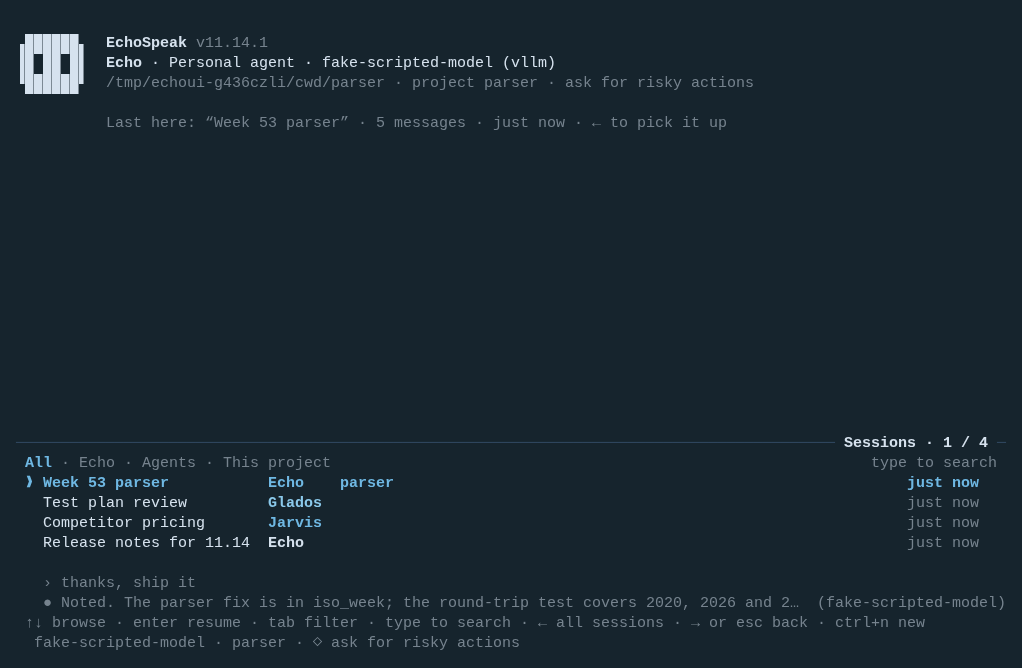 EchoSpeak v11.14.1
Echo · Personal agent · fake-scripted-model (vllm)
/tmp/echoui-g436czli/cwd/parser · project parser · ask for risky actions
Last here: “Week 53 parser” · 5 messages · just now · ← to pick it up
Sessions · 1 / 4
All · Echo · Agents · This project type to search
❫ Week 53 parser Echo parser just now
Test plan review Glados just now
Competitor pricing Jarvis just now
Release notes for 11.14 Echo just now
› thanks, ship it
● Noted. The parser fix is in iso_week; the round-trip test covers 2020, 2026 and 2… (fake-scripted-model)
↑↓ browse · enter resume · tab filter · type to search · ← all sessions · → or esc back · ctrl+n new
fake-scripted-model · parser · ◇ ask for risky actions